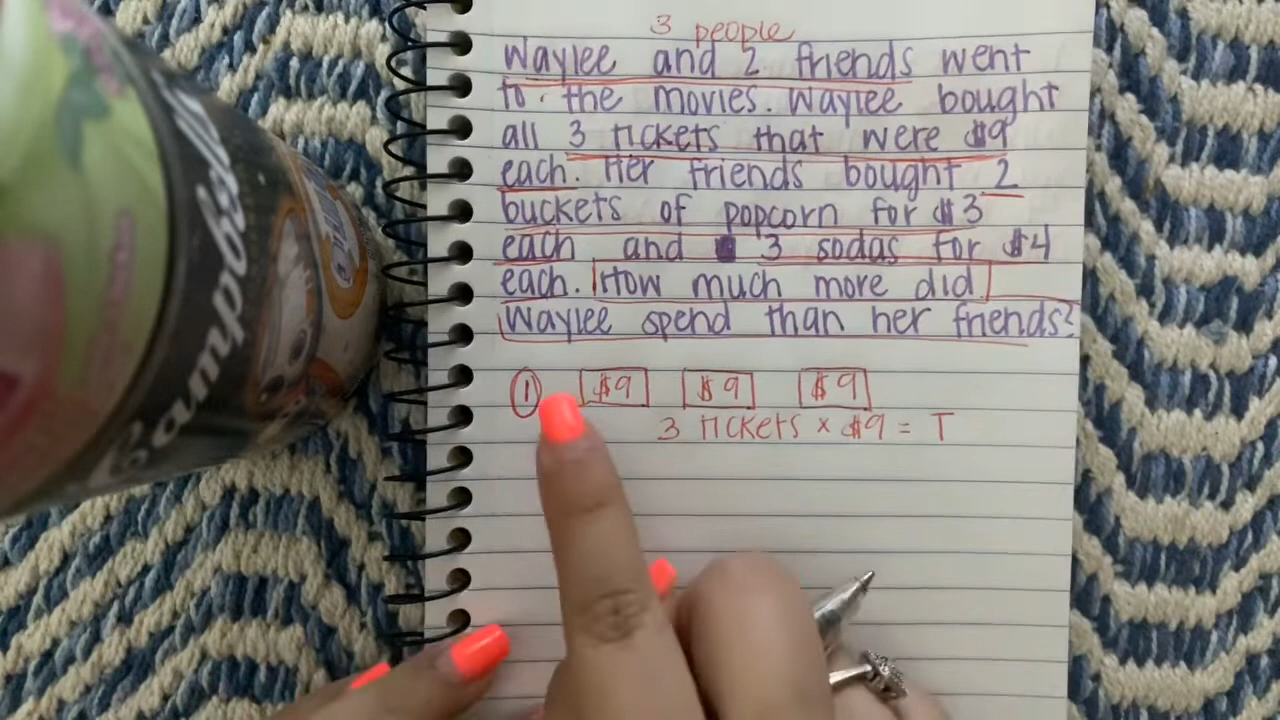 3 people
Waylee and 2 friends went
to the movies. Waylee bought
all 3 tickets that were $9
each. Her friends bought 2
buckets of popcorn for $3
each and 3 sodas for $4
each. How much more did
Waylee spend than her friends?
1 $9 $9 $9
3 tickets × $9 = T